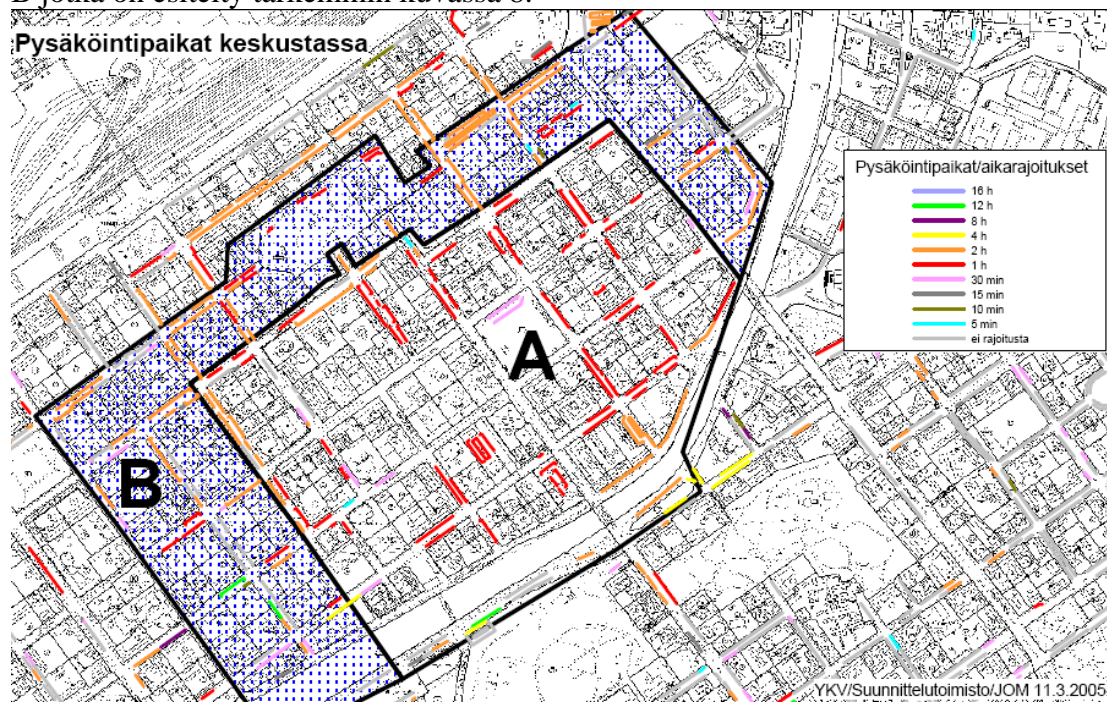 B jotka on esitelty tarkemmin kuvassa 8.
Pysäköintipaikat keskustassa
Pysäköintipaikat/aikarajoitukset
16 h
12 h
8 h
4 h
2 h
1 h
30 min
15 min
10 min
5 min
ei rajoitusta
A
B
YKV/Suunnittelutoimisto/JOM 11.3.2005